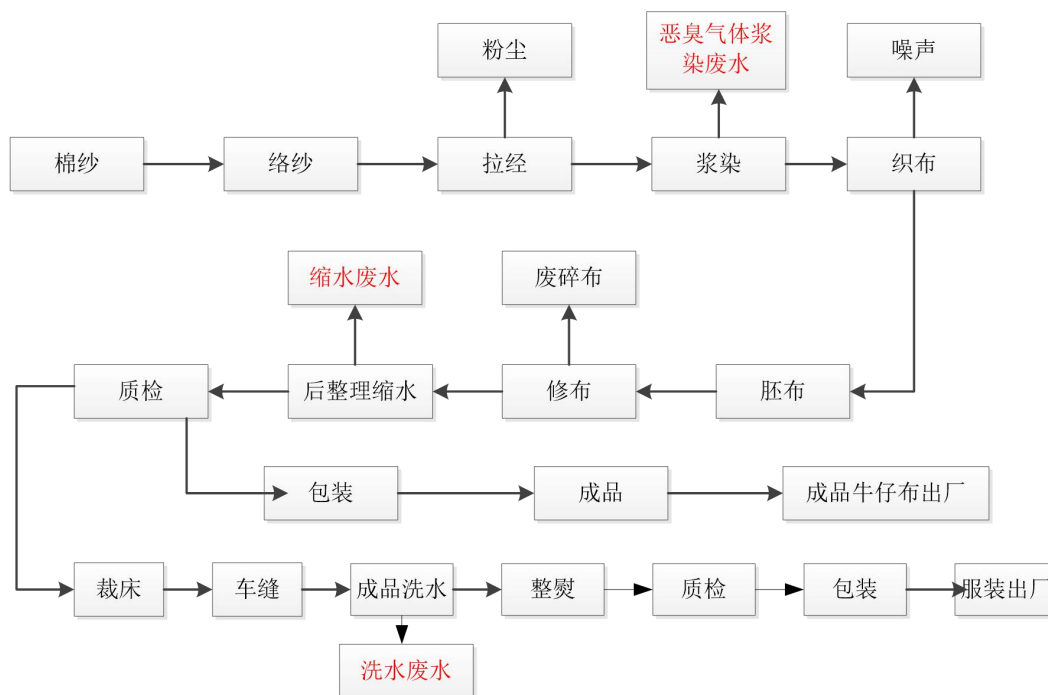 粉尘
恶臭气体浆
染废水
噪声
棉纱
络纱
拉经
浆染
织布
缩水废水
废碎布
质检
后整理缩水
修布
胚布
包装
成品
成品牛仔布出厂
裁床
车缝
成品洗水
整熨
质检
包装
服装出厂
洗水废水